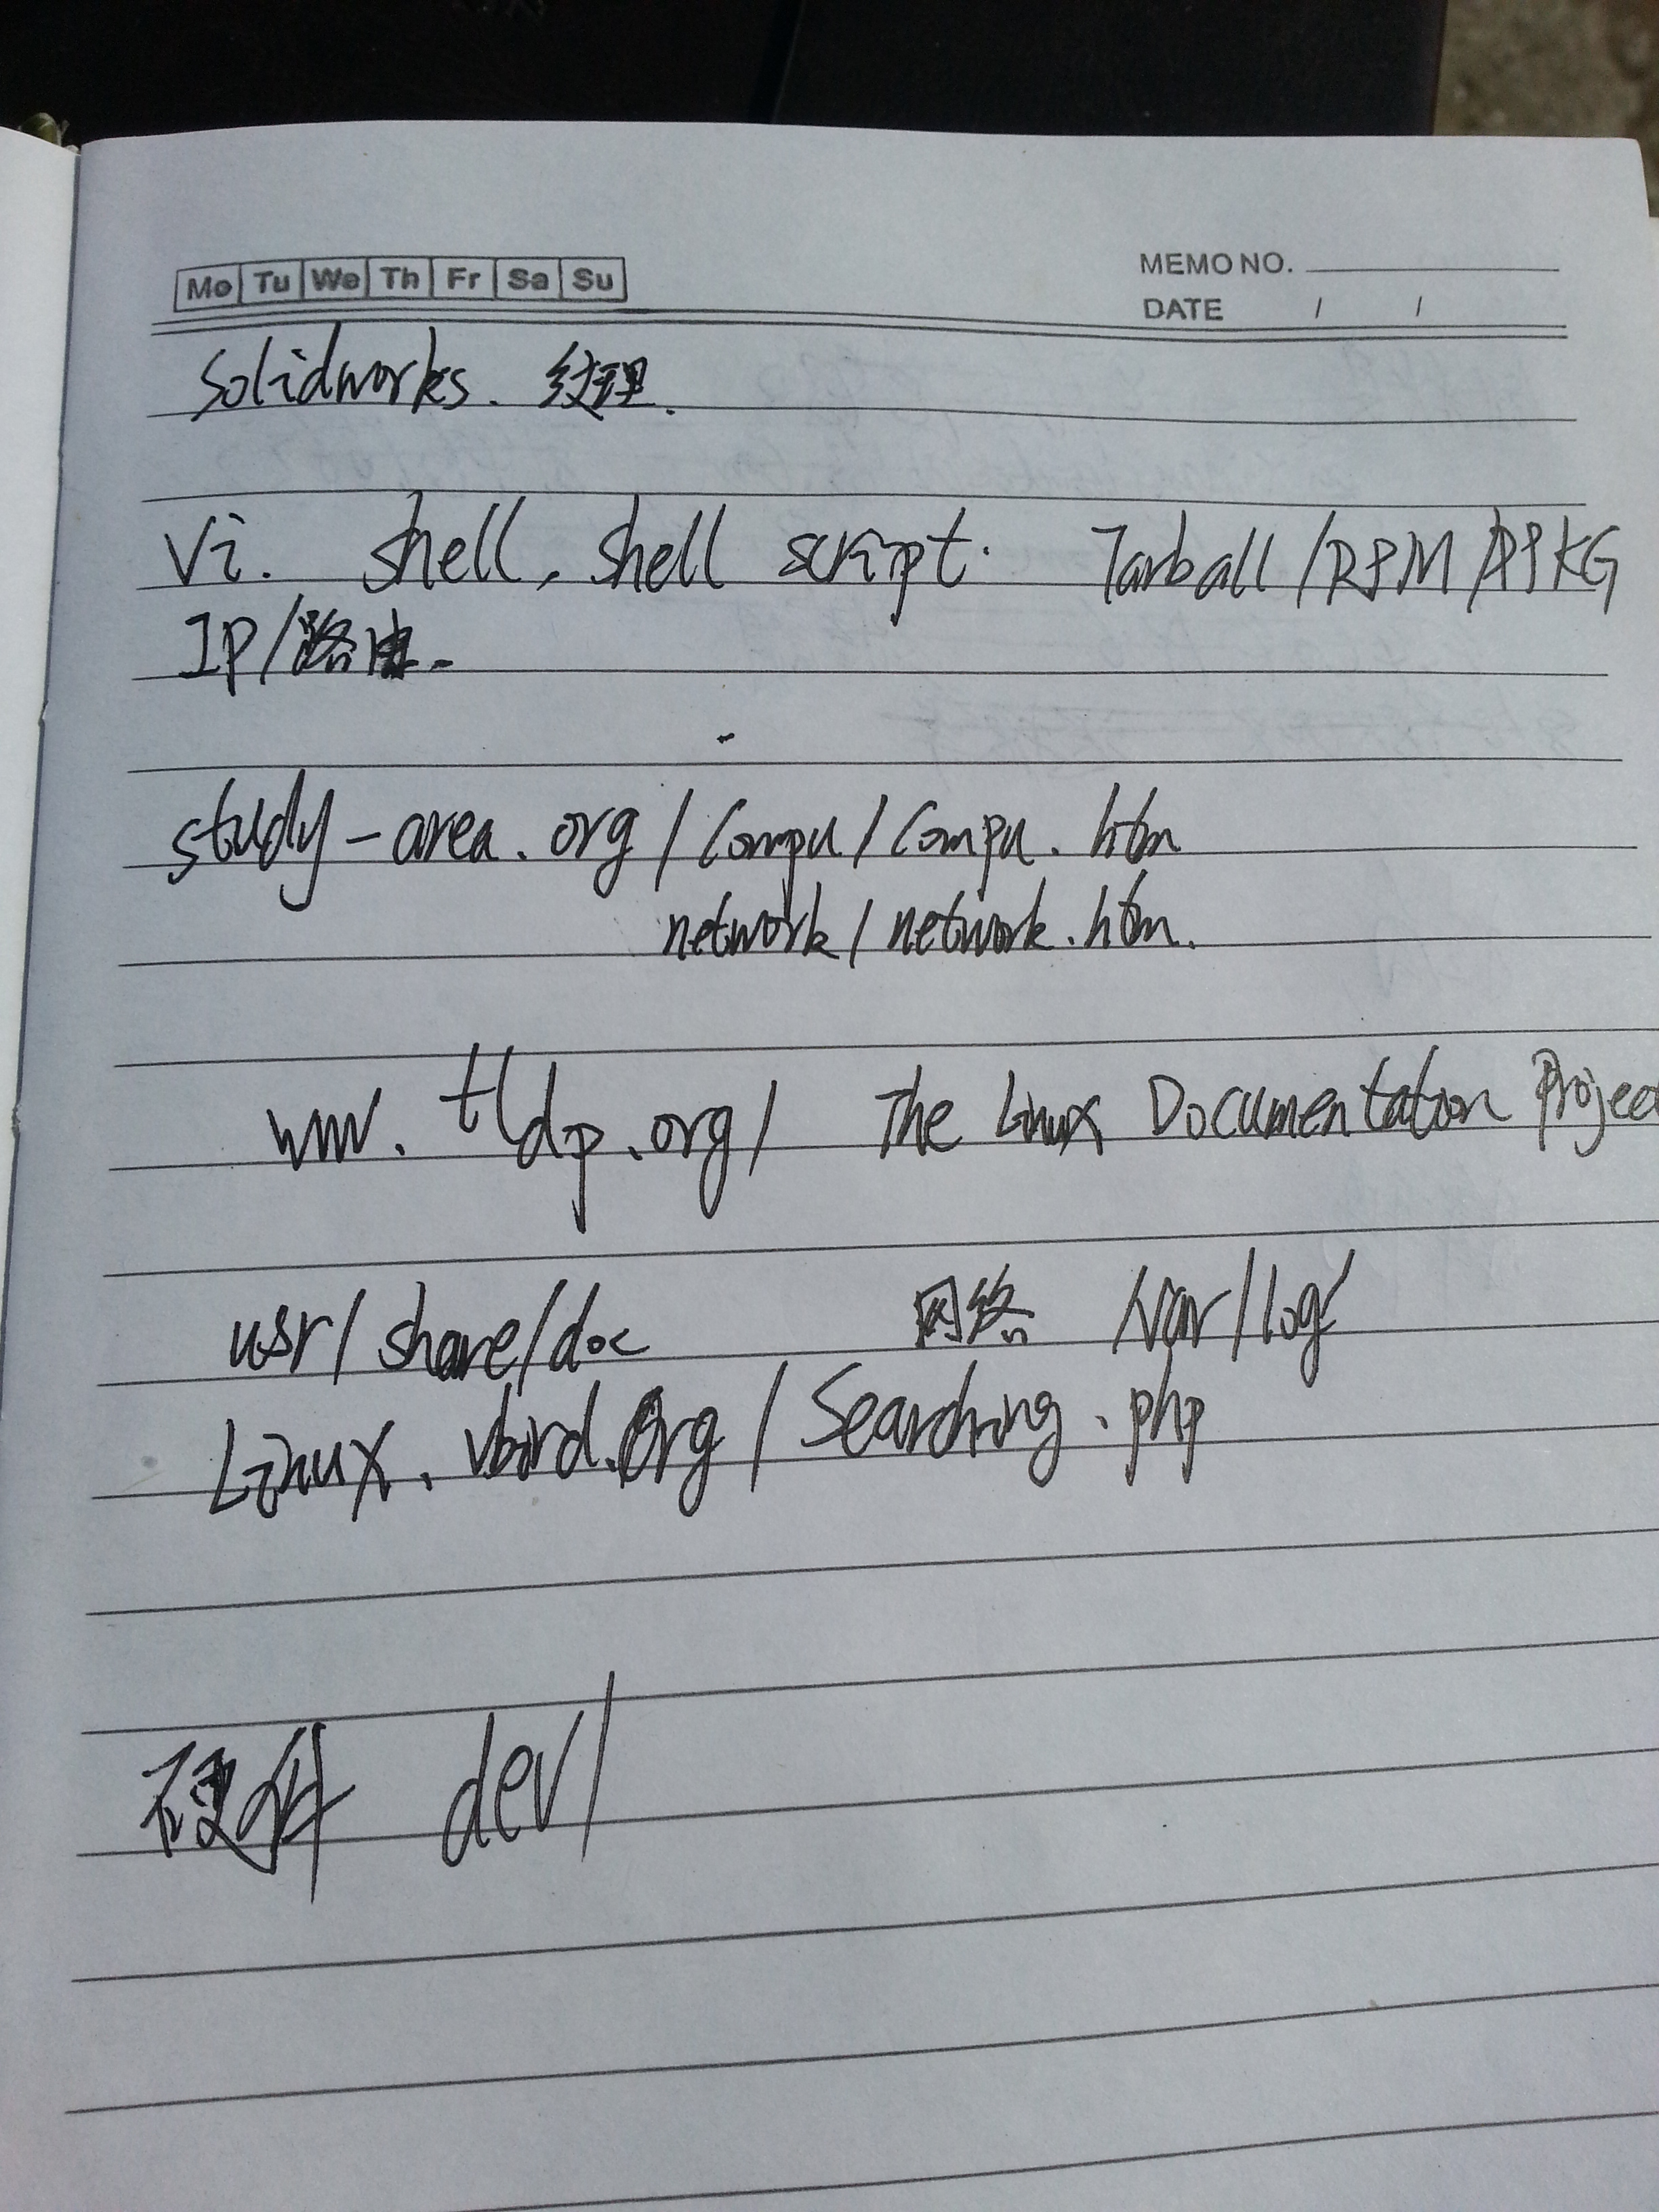 Mo Tu We Th Fr Sa Su
MEMO NO.
DATE / /
Solidworks. 纹理.
Vi. shell, shell script. Tarball/RPM/DPKG
IP/路由.
study-area.org/compu/compu.htm
network/network.htm.
www.tldp.org/ The Linux Documentation Project
usr/share/doc 网络 /var/log/
Linux.vbird.org/Searching.php
硬件 dev/